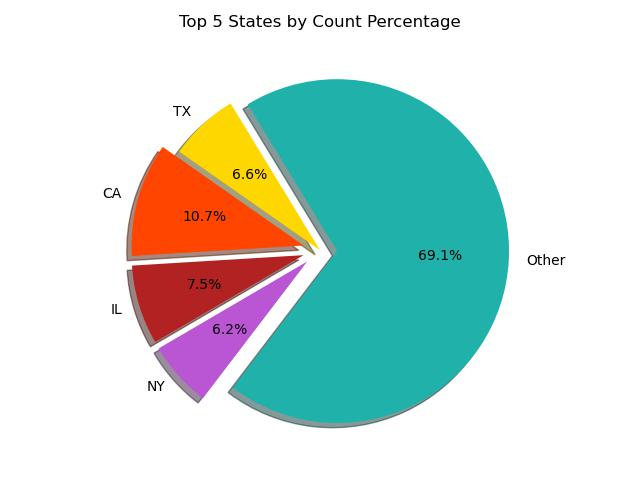 Top 5 States by Count Percentage
TX
6.6%
CA
10.7%
69.1%
Other
7.5%
IL
6.2%
NY